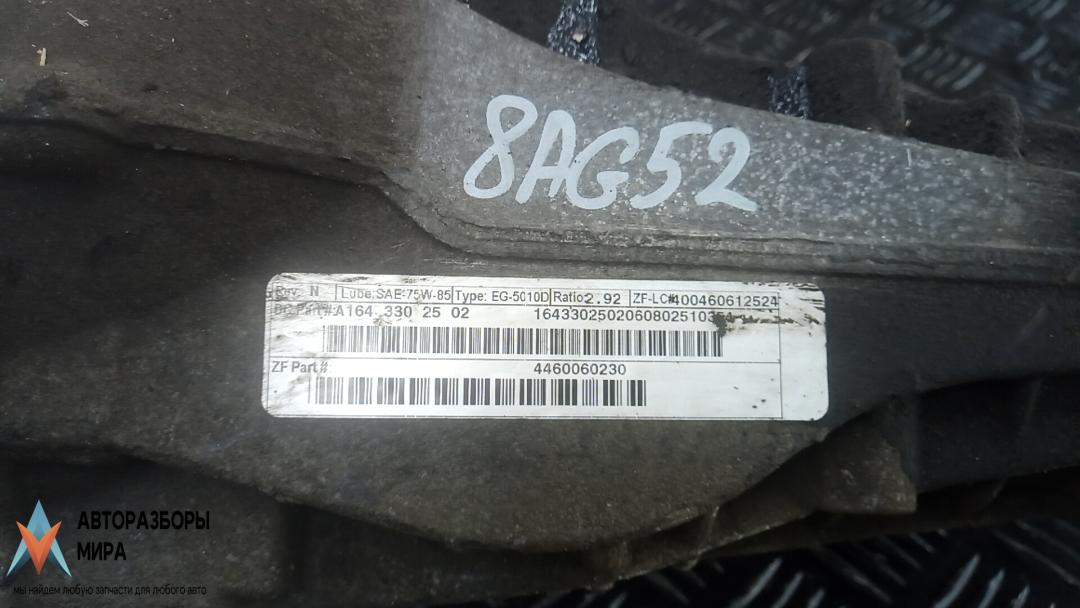 8AG52
Rev. N Lube:SAE:75W-85 Type: EG-5010D Ratio:2.92 ZF-LC#400460612524
DC Part#A164 330 25 02 1643302502060802510354
ZF Part# 4460060230
АВТОРАЗБОРЫ
МИРА
мы найдем любую запчасти для любого авто